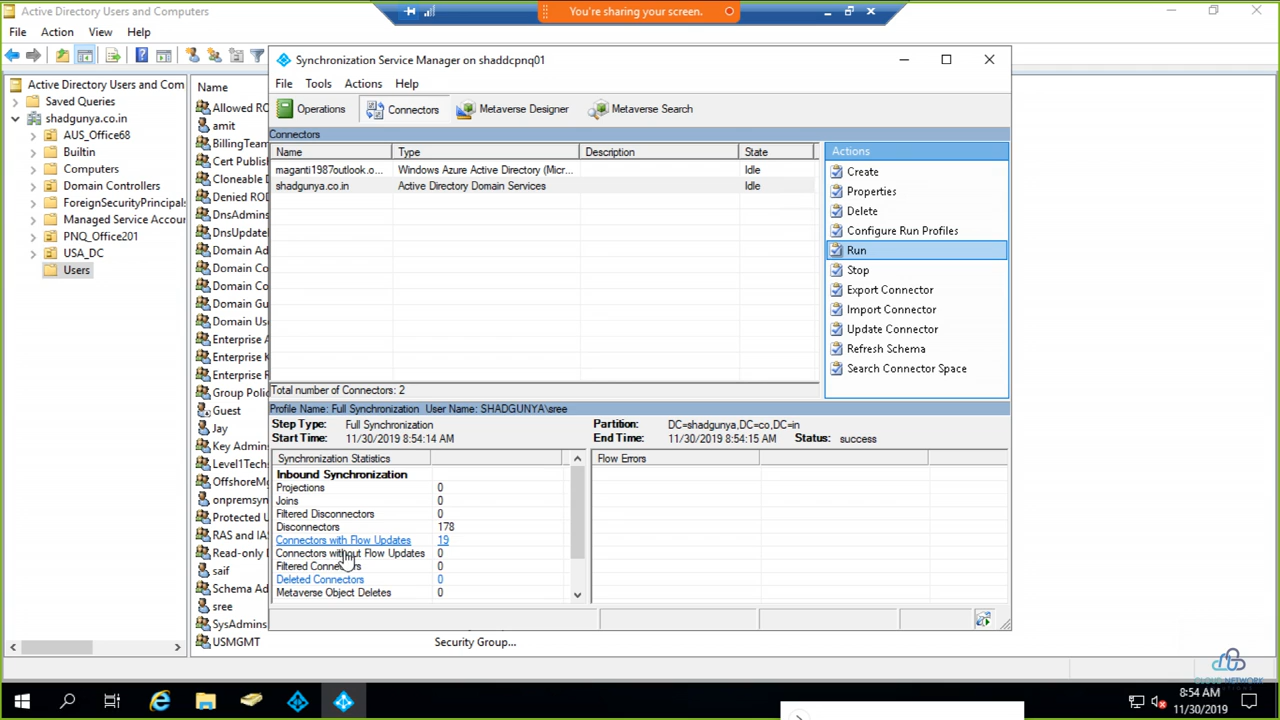 Active Directory Users and Computers
You're sharing your screen.
File Action View Help
Active Directory Users and Com
Saved Queries
shadgunya.co.in
AUS_Office68
Builtin
Computers
Domain Controllers
ForeignSecurityPrincipals
Managed Service Accour
PNQ_Office201
USA_DC
Users
Name
Allowed RO
amit
BillingTeam
Cert Publish
Cloneable D
Denied ROD
DnsAdmins
DnsUpdatel
Domain Ad
Domain Co
Domain Co
Domain Gu
Domain Use
Enterprise A
Enterprise K
Enterprise R
Group Polic
Guest
Jay
Key Admin
Level1Techs
OffshoreMg
onpremsyn
Protected U
RAS and IA
Read-only D
saif
Schema Ad
sree
SysAdmins
USMGMT Security Group...
Synchronization Service Manager on shaddcpnq01
File Tools Actions Help
Operations Connectors Metaverse Designer Metaverse Search
Connectors
Name Type Description State
maganti1987outlook.o... Windows Azure Active Directory (Micr... Idle
shadgunya.co.in Active Directory Domain Services Idle
Total number of Connectors: 2
Actions
Create
Properties
Delete
Configure Run Profiles
Run
Stop
Export Connector
Import Connector
Update Connector
Refresh Schema
Search Connector Space
Profile Name: Full Synchronization User Name: SHADGUNYA\sree
Step Type: Full Synchronization Partition: DC=shadgunya,DC=co,DC=in
Start Time: 11/30/2019 8:54:14 AM End Time: 11/30/2019 8:54:15 AM Status: success
Synchronization Statistics
Inbound Synchronization
Projections 0
Joins 0
Filtered Disconnectors 0
Disconnectors 178
Connectors with Flow Updates 19
Connectors without Flow Updates 0
Filtered Connectors 0
Deleted Connectors 0
Metaverse Object Deletes 0
Flow Errors
CLOUD NETWORK
8:54 AM
11/30/2019